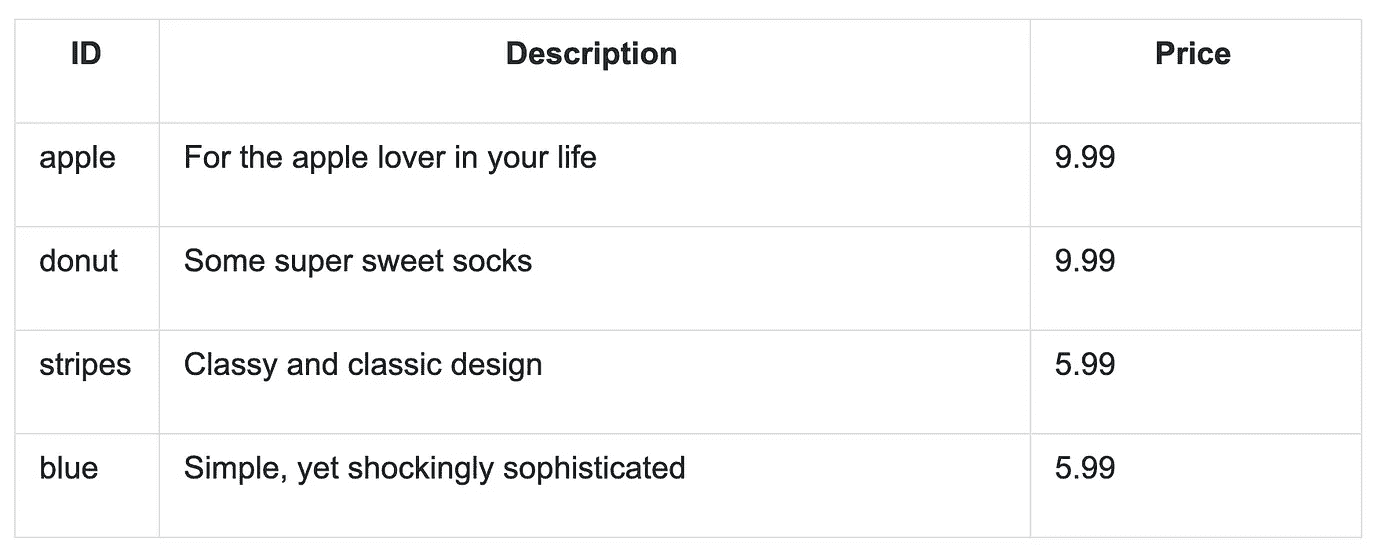 ID Description Price
apple For the apple lover in your life 9.99
donut Some super sweet socks 9.99
stripes Classy and classic design 5.99
blue Simple, yet shockingly sophisticated 5.99